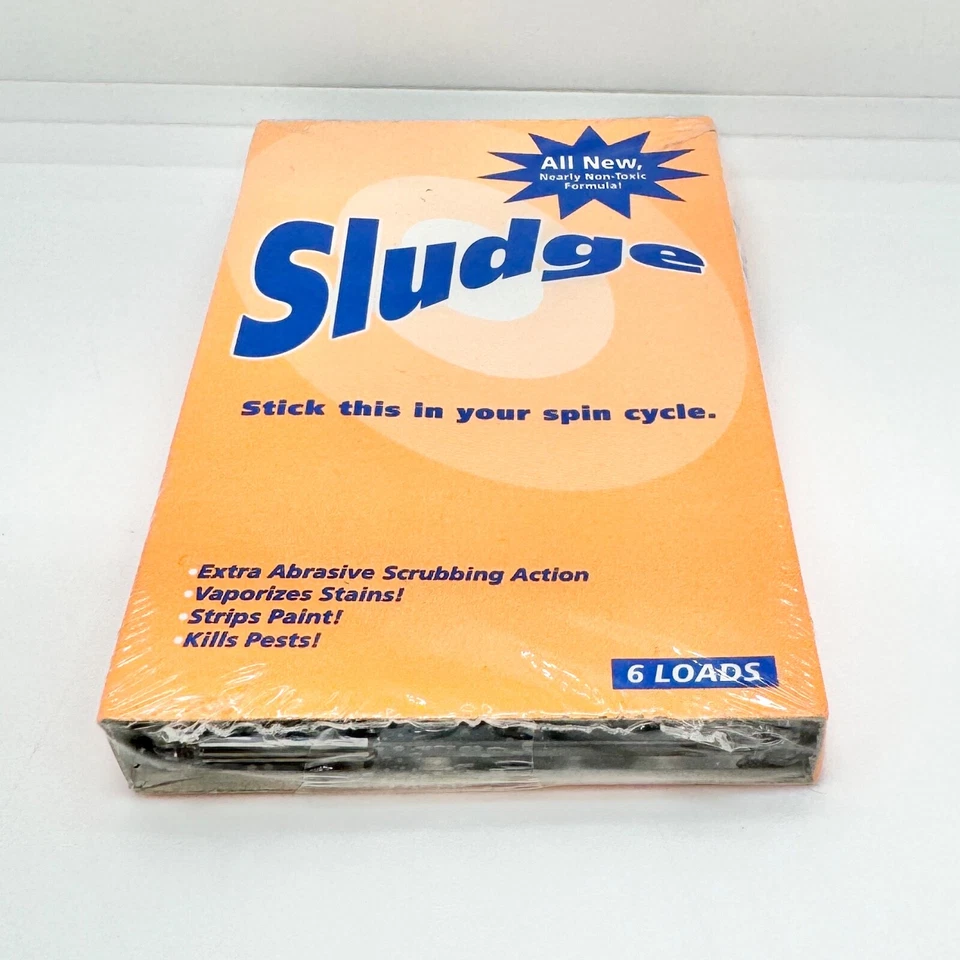 All New,
Nearly Non-Toxic
Formula!
Sludge
Stick this in your spin cycle.
•Extra Abrasive Scrubbing Action
•Vaporizes Stains!
•Strips Paint!
•Kills Pests!
6 LOADS